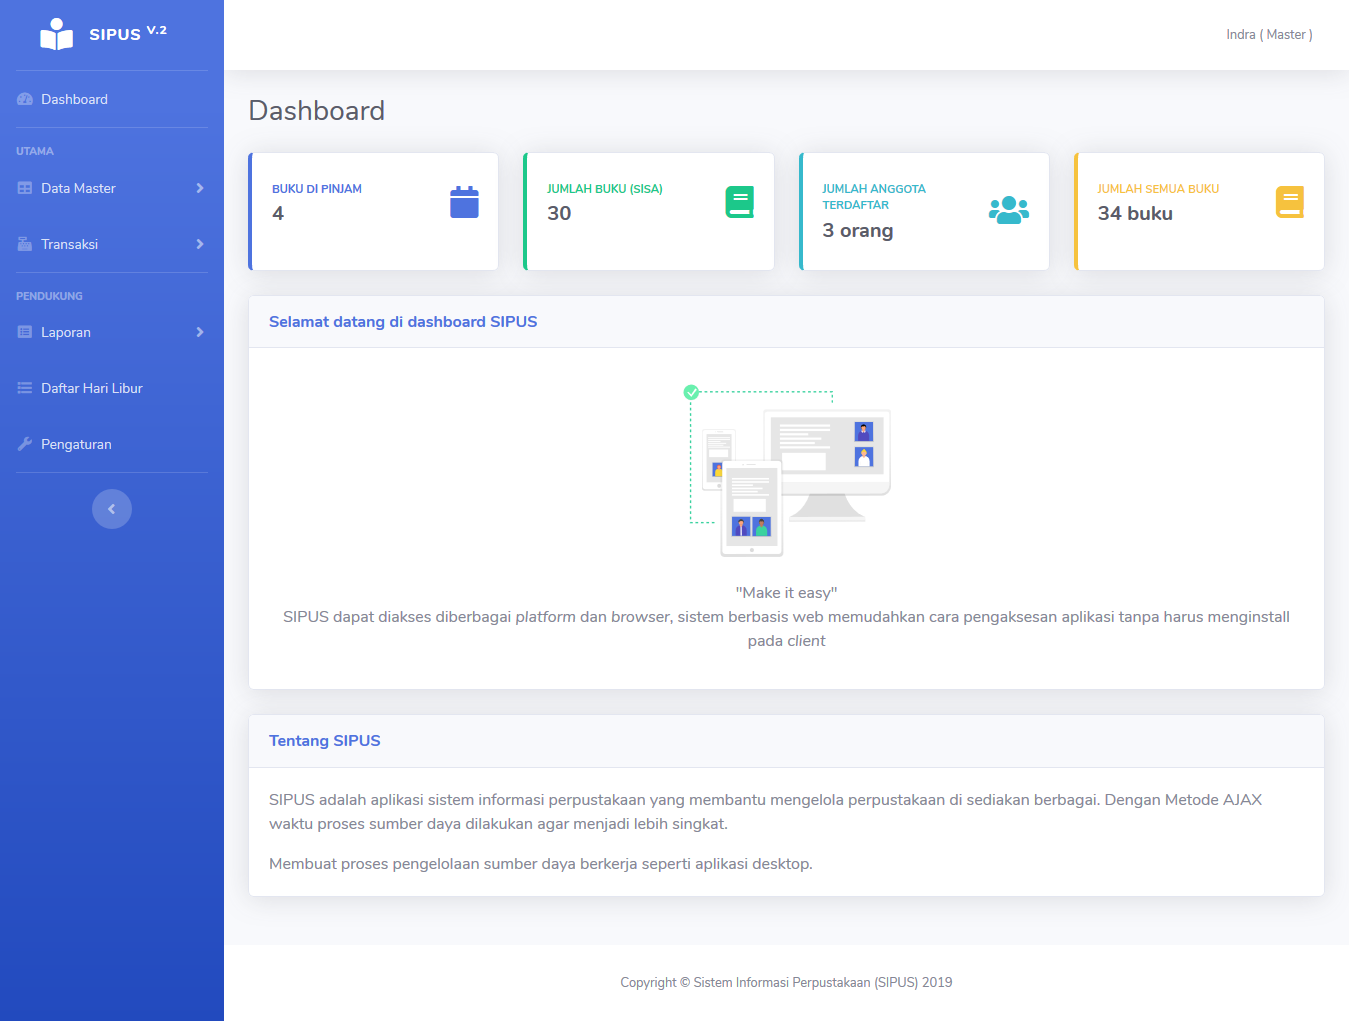 SIPUS V.2
Indra ( Master )
Dashboard
UTAMA
Data Master
Transaksi
PENDUKUNG
Laporan
Daftar Hari Libur
Pengaturan
Dashboard
BUKU DI PINJAM
4
JUMLAH BUKU (SISA)
30
JUMLAH ANGGOTA
TERDAFTAR
3 orang
JUMLAH SEMUA BUKU
34 buku
Selamat datang di dashboard SIPUS
"Make it easy"
SIPUS dapat diakses diberbagai platform dan browser, sistem berbasis web memudahkan cara pengaksesan aplikasi tanpa harus menginstall
pada client
Tentang SIPUS
SIPUS adalah aplikasi sistem informasi perpustakaan yang membantu mengelola perpustakaan di sediakan berbagai. Dengan Metode AJAX
waktu proses sumber daya dilakukan agar menjadi lebih singkat.
Membuat proses pengelolaan sumber daya berkerja seperti aplikasi desktop.
Copyright © Sistem Informasi Perpustakaan (SIPUS) 2019